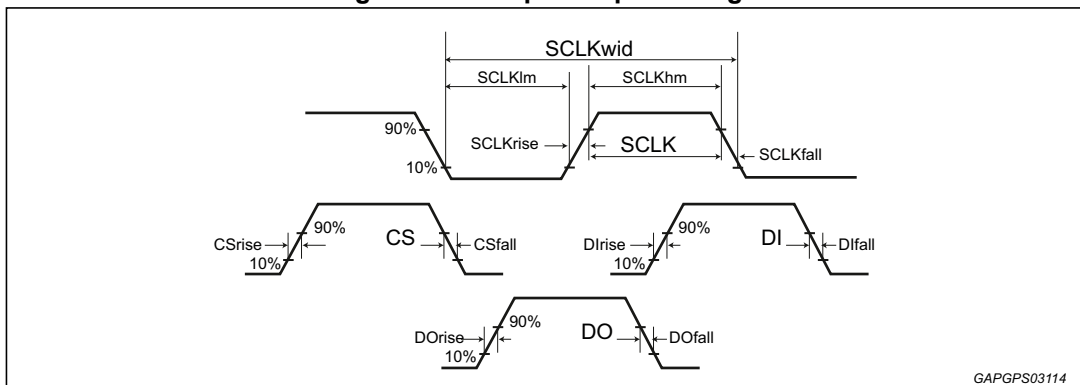 SCLKwid
SCLKlm
SCLKhm
90%
SCLKrise
SCLK
SCLKfall
10%
CSrise
90%
CS
CSfall
10%
DIrise
90%
DI
DIfall
10%
DOrise
90%
DO
DOfall
10%
GAPGPS03114